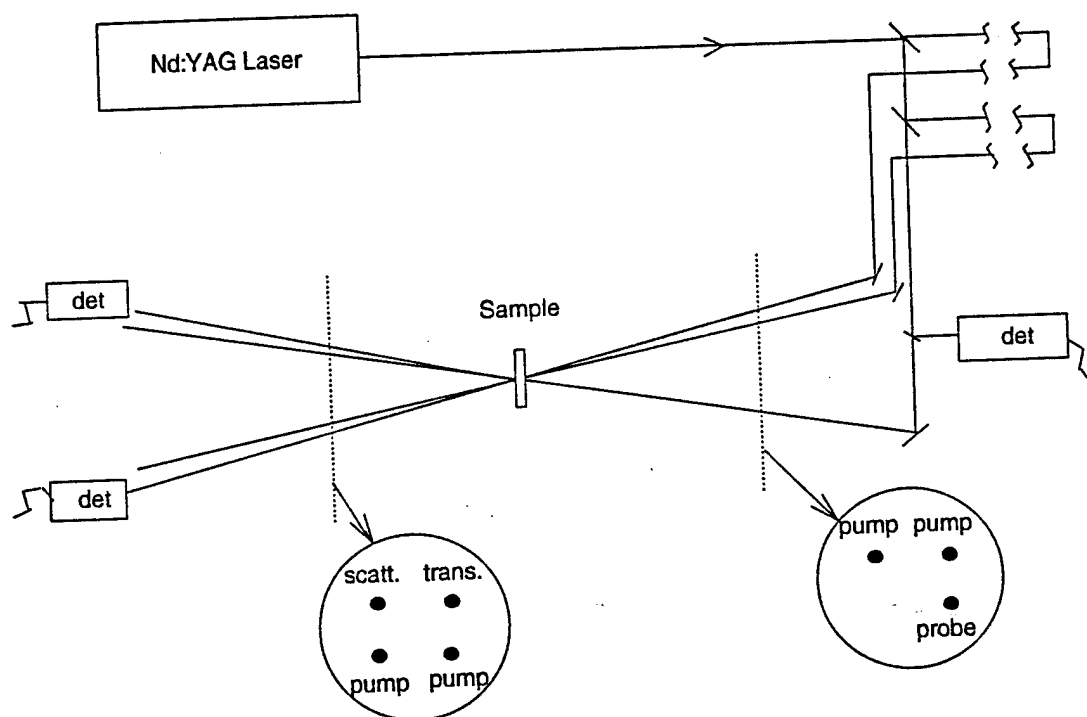 Nd:YAG Laser
det
Sample
det
det
pump pump
probe
scatt. trans.
pump pump